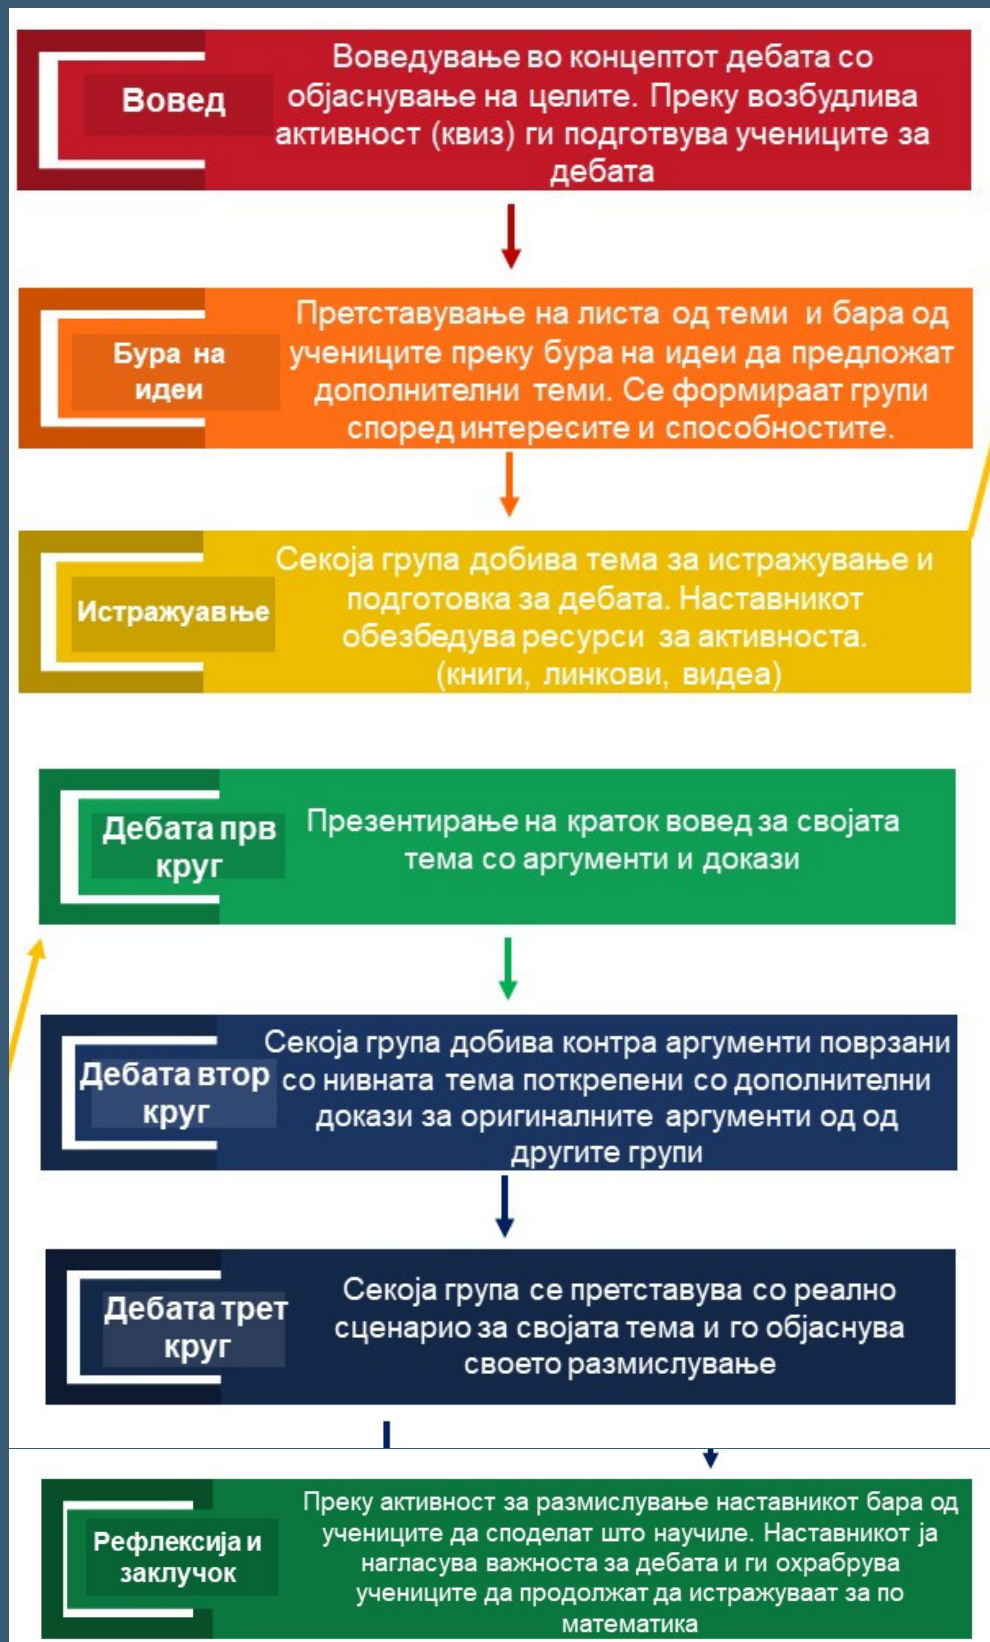 Вовед
Воведување во концептот дебата со
објаснување на целите. Преку возбудлива
активност (квиз) ги подготвува учениците за
дебата
Бура на
идеи
Претставување на листа од теми и бара од
учениците преку бура на идеи да предложат
дополнителни теми. Се формираат групи
според интересите и способностите.
Истражуавње
Секоја група добива тема за истражување и
подготовка за дебата. Наставникот
обезбедува ресурси за активноста.
(книги, линкови, видеа)
Дебата прв
круг
Презентирање на краток вовед за својата
тема со аргументи и докази
Дебата втор
круг
Секоја група добива контра аргументи поврзани
со нивната тема поткрепени со дополнителни
докази за оригиналните аргументи од од
другите групи
Дебата трет
круг
Секоја група се претставува со реално
сценарио за својата тема и го објаснува
своето размислување
Рефлексија и
заклучок
Преку активност за размислување наставникот бара од
учениците да споделат што научиле. Наставникот ја
нагласува важноста за дебата и ги охрабрува
учениците да продолжат да истражуваат за по
математика